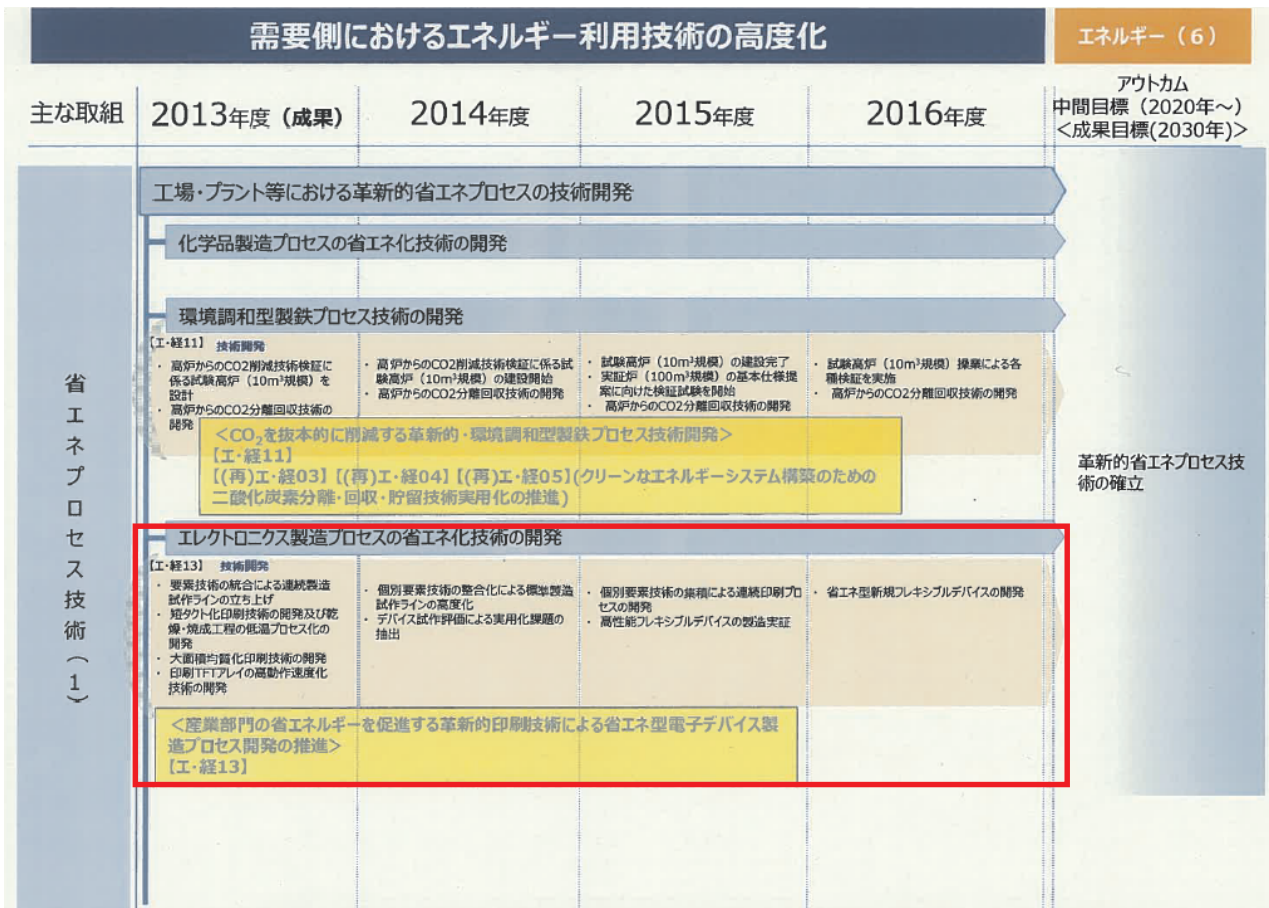 需要側におけるエネルギー利用技術の高度化
エネルギー（6）
主な取組
2013年度（成果）
2014年度
2015年度
2016年度
アウトカム
中間目標（2020年～）
＜成果目標(2030年)＞
省エネプロセス技術（1）
工場・プラント等における革新的省エネプロセスの技術開発
化学品製造プロセスの省エネ化技術の開発
環境調和型製鉄プロセス技術の開発
【エ・経11】 技術開発
・ 高炉からのCO2削減技術検証に
係る試験高炉（10m³規模）を
設計
・ 高炉からのCO2分離回収技術の
開発
・ 高炉からのCO2削減技術検証に係る試
験高炉（10m³規模）の建設開始
・ 高炉からのCO2分離回収技術の開発
・ 試験高炉（10m³規模）の建設完了
・ 実証炉（100m³規模）の基本仕様提
案に向けた検証試験を開始
・ 高炉からのCO2分離回収技術の開発
・ 試験高炉（10m³規模）操業による各
種検証を実施
・ 高炉からのCO2分離回収技術の開発
＜CO₂を抜本的に削減する革新的・環境調和型製鉄プロセス技術開発＞
【エ・経11】
【(再)エ・経03】【(再)エ・経04】【(再)エ・経05】(クリーンなエネルギーシステム構築のための
二酸化炭素分離・回収・貯留技術実用化の推進)
革新的省エネプロセス技
術の確立
エレクトロニクス製造プロセスの省エネ化技術の開発
【エ・経13】 技術開発
・ 要素技術の統合による連続製造
試作ラインの立ち上げ
・ 短タクト化印刷技術の開発及び乾
燥・焼成工程の低温プロセス化の
開発
・ 大面積均質化印刷技術の開発
・ 印刷TFTアレイの高動作速度化
技術の開発
・ 個別要素技術の整合化による標準製造
試作ラインの高度化
・ デバイス試作評価による実用化課題の
抽出
・ 個別要素技術の集積による連続印刷プロ
セスの開発
・ 高性能フレキシブルデバイスの製造実証
・ 省エネ型新規フレキシブルデバイスの開発
＜産業部門の省エネルギーを促進する革新的印刷技術による省エネ型電子デバイス製
造プロセス開発の推進＞
【エ・経13】